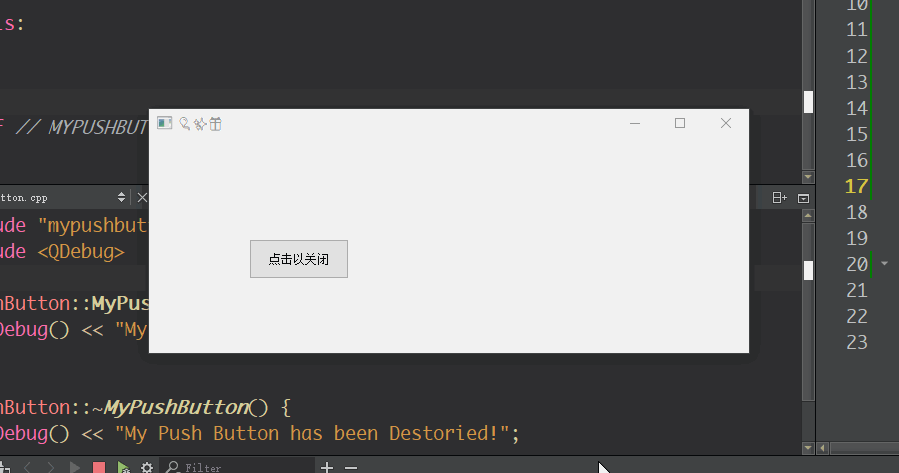 ls:
// MYPUSHBUT
tton.cpp
ude "mypushbutt
ude <QDebug>
hButton::MyPus
Debug() << "My
点击以关闭
hButton::~MyPushButton() {
Debug() << "My Push Button has been Destoried!";
Filter
10
11
12
13
14
15
16
17
18
19
20
21
22
23